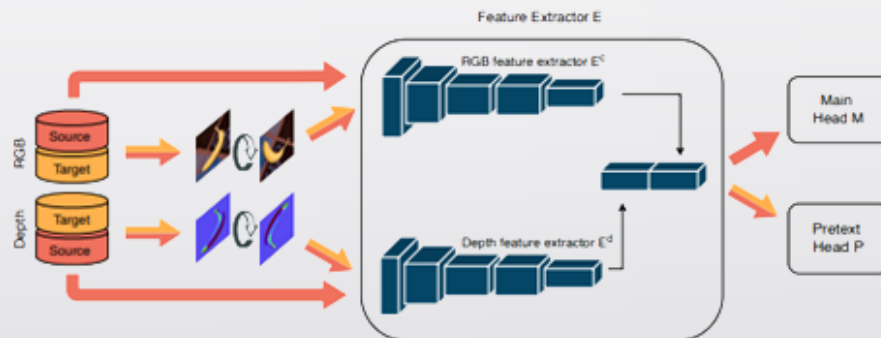 Feature Extractor E
RGB feature extractor E^c
RGB
Source
Target
Main
Head M
Depth
Target
Source
Depth feature extractor E^d
Pretext
Head P